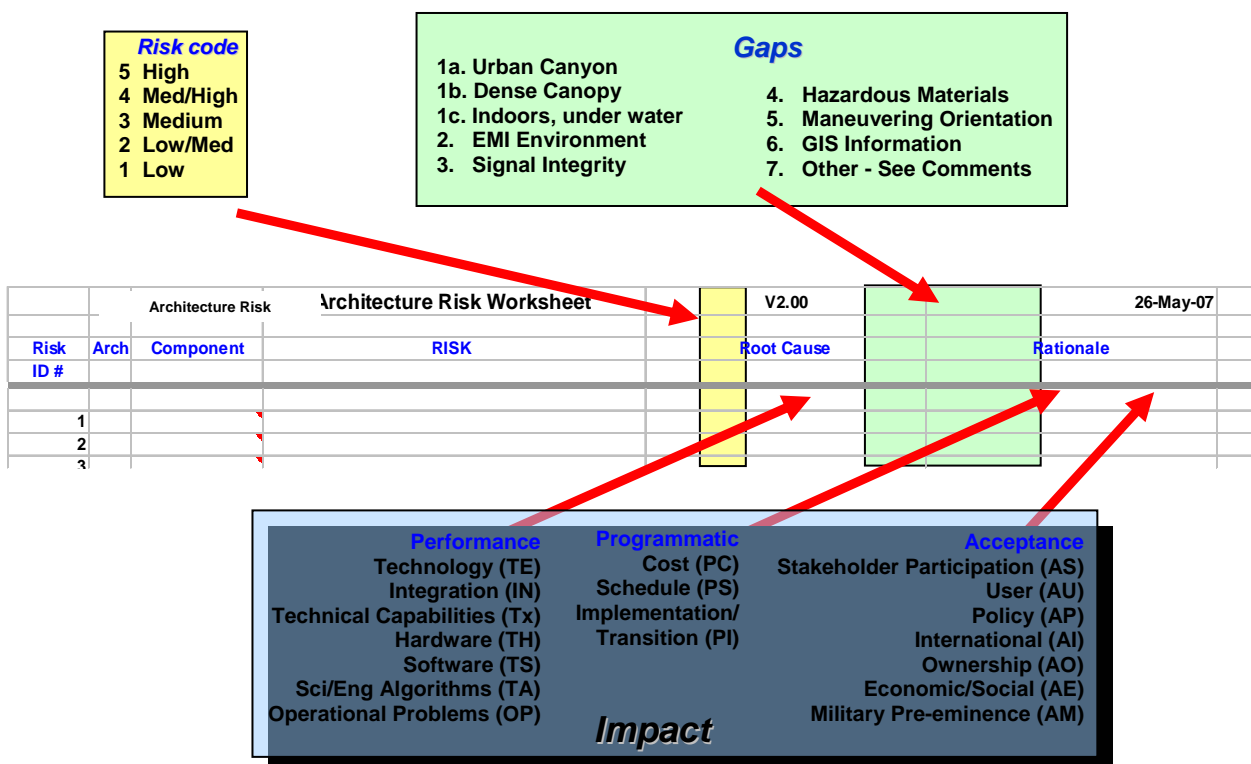 Risk code
5 High
4 Med/High
3 Medium
2 Low/Med
1 Low
Gaps
1a. Urban Canyon
1b. Dense Canopy
1c. Indoors, under water
2. EMI Environment
3. Signal Integrity
4. Hazardous Materials
5. Maneuvering Orientation
6. GIS Information
7. Other - See Comments
Architecture Risk Architecture Risk Worksheet V2.00 26-May-07
Risk Arch Component RISK Root Cause Rationale
ID #
1
2
3
Performance
Technology (TE)
Integration (IN)
Technical Capabilities (Tx)
Hardware (TH)
Software (TS)
Sci/Eng Algorithms (TA)
Operational Problems (OP)
Programmatic
Cost (PC)
Schedule (PS)
Implementation/
Transition (PI)
Acceptance
Stakeholder Participation (AS)
User (AU)
Policy (AP)
International (AI)
Ownership (AO)
Economic/Social (AE)
Military Pre-eminence (AM)
Impact